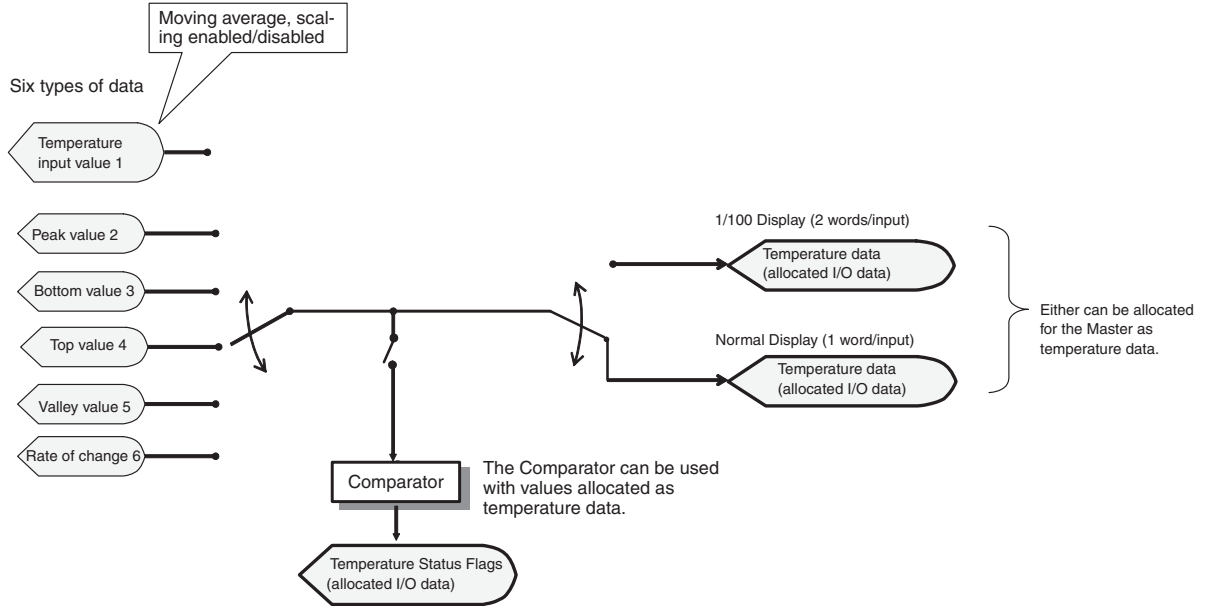 Moving average, scal-
ing enabled/disabled
Six types of data
Temperature
input value 1
Peak value 2
Bottom value 3
Top value 4
Valley value 5
Rate of change 6
1/100 Display (2 words/input)
Temperature data
(allocated I/O data)
Normal Display (1 word/input)
Temperature data
(allocated I/O data)
Either can be allocated
for the Master as
temperature data.
Comparator
The Comparator can be used
with values allocated as
temperature data.
Temperature Status Flags
(allocated I/O data)